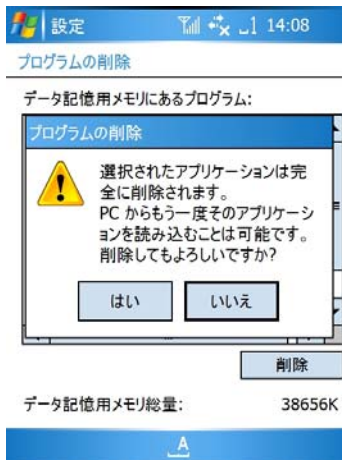 設定 14:08
プログラムの削除
データ記憶用メモリにあるプログラム:
プログラムの削除
選択されたアプリケーションは完
全に削除されます。
PC からもう一度そのアプリケーシ
ョンを読み込むことは可能です。
削除してもよろしいですか?
はい いいえ
削除
データ記憶用メモリ総量: 38656K
A